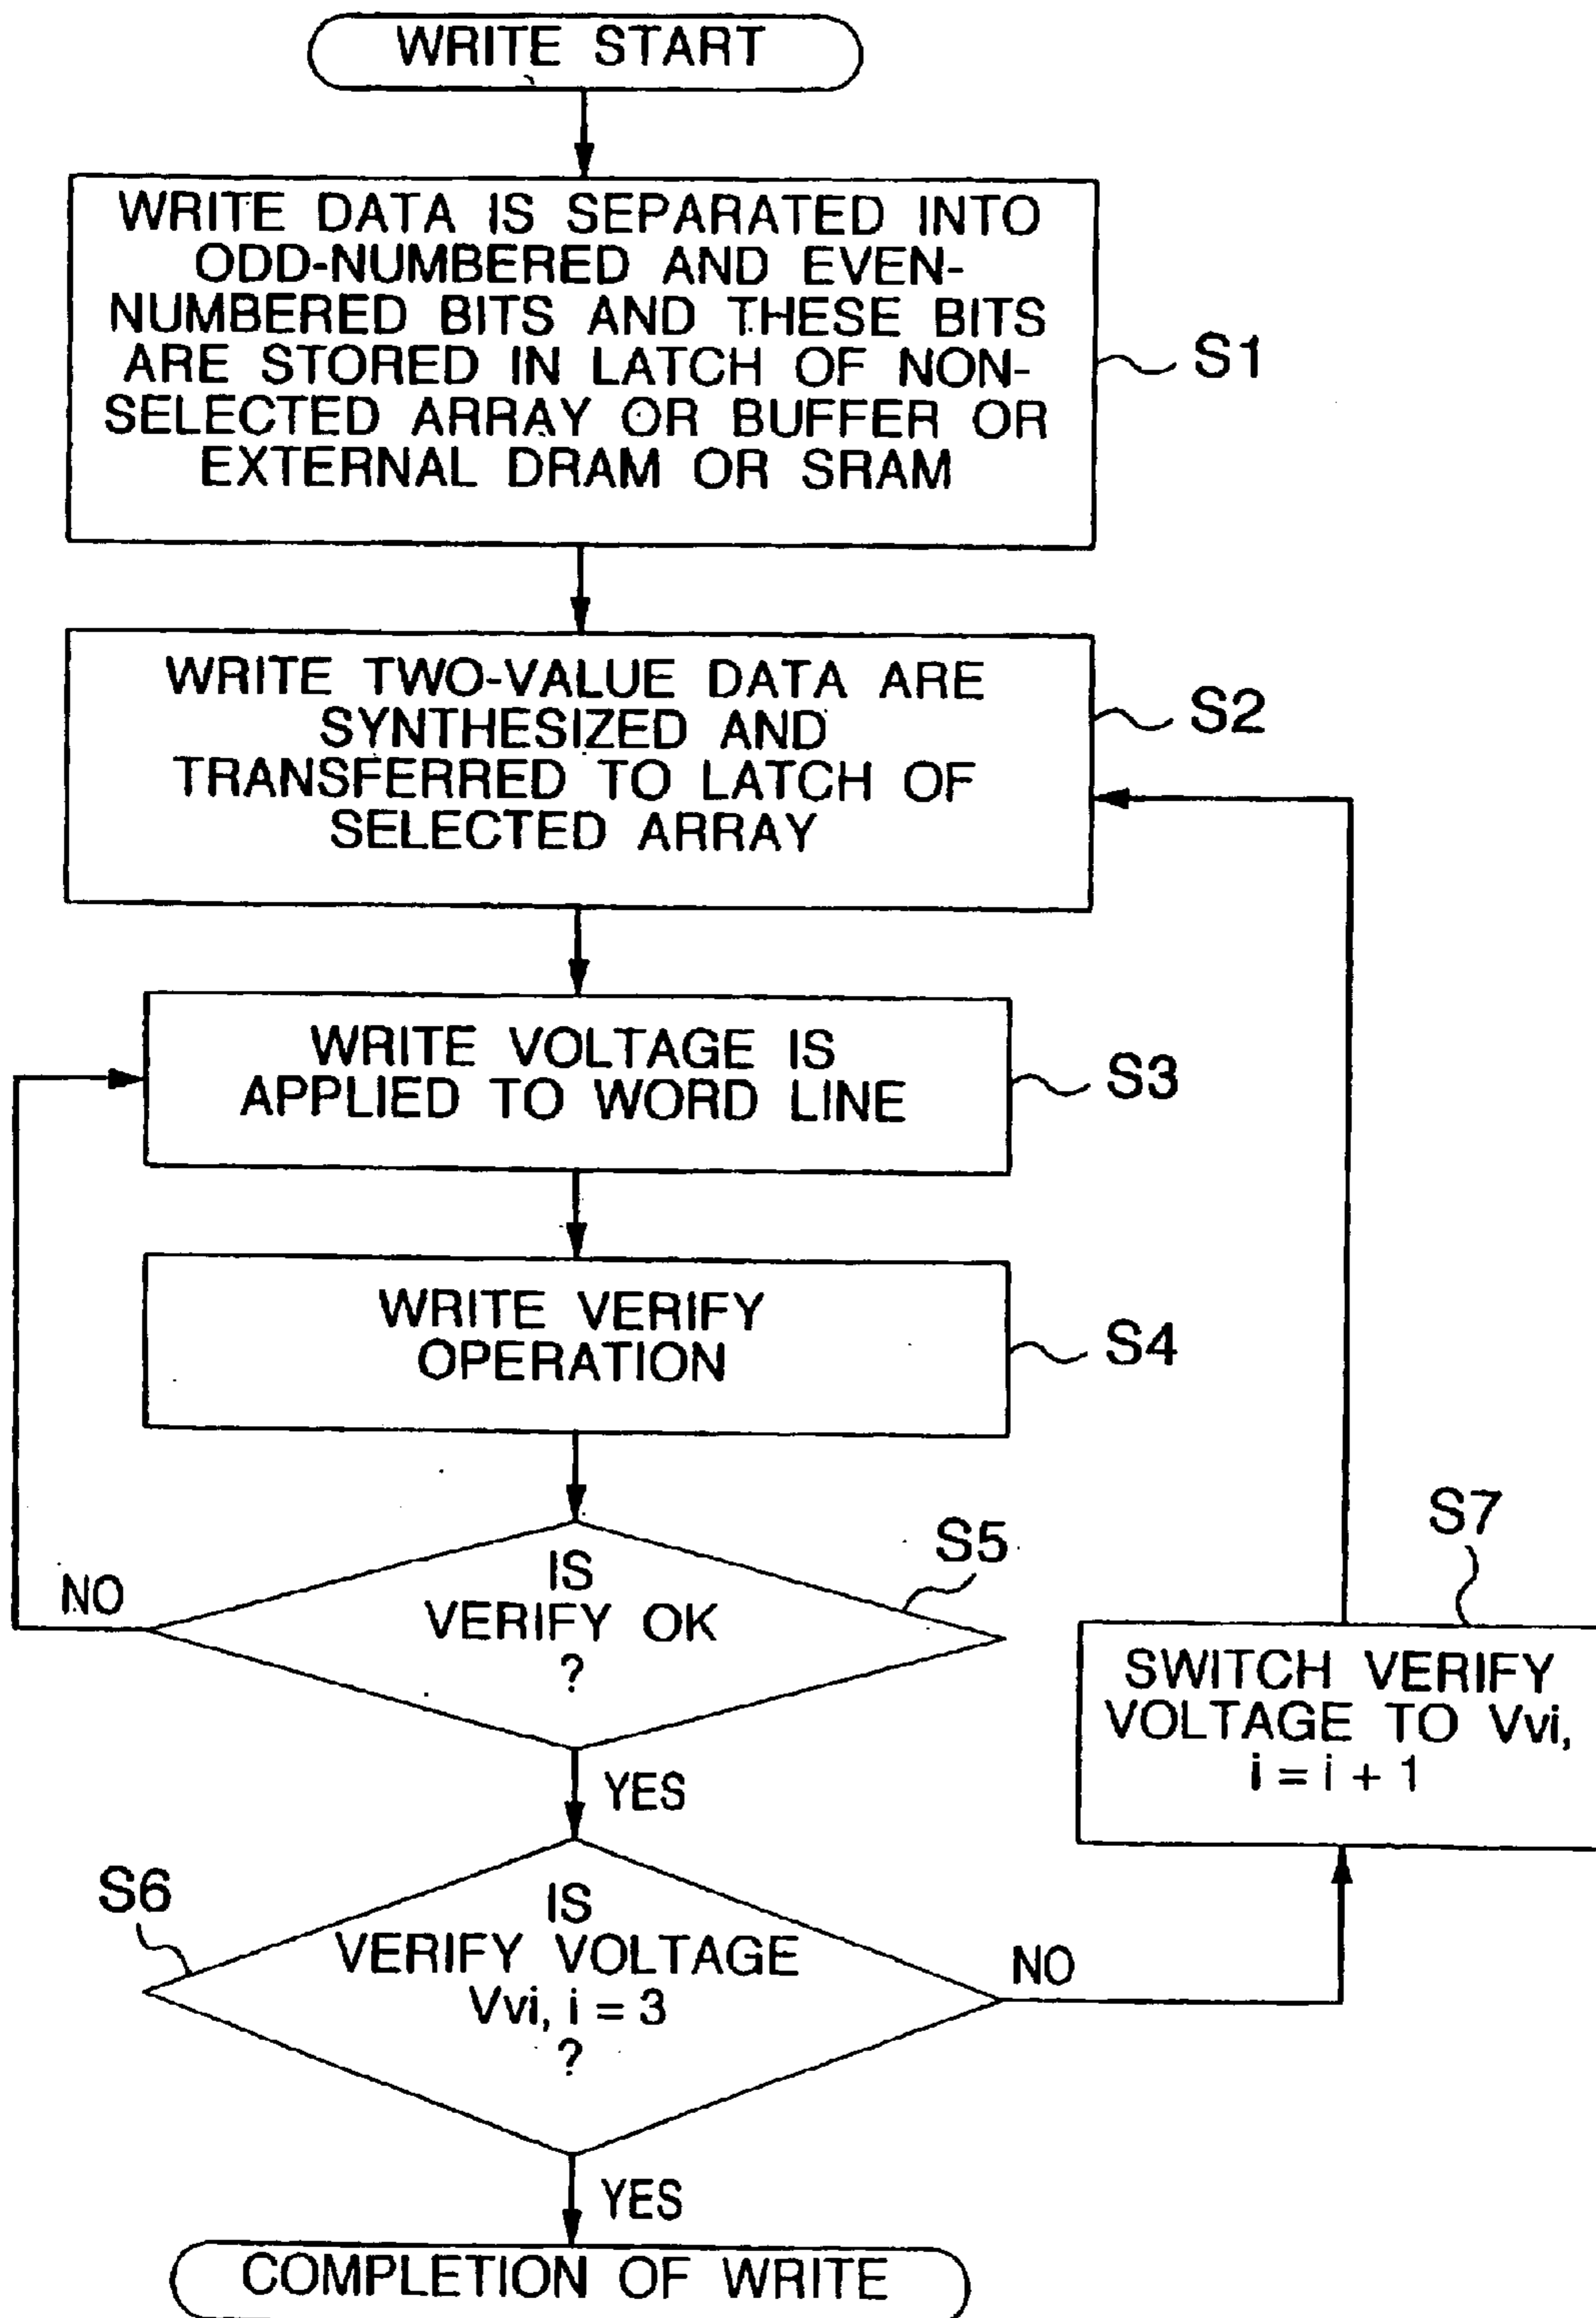 WRITE START
WRITE DATA IS SEPARATED INTO
ODD-NUMBERED AND EVEN-
NUMBERED BITS AND THESE BITS
ARE STORED IN LATCH OF NON-
SELECTED ARRAY OR BUFFER OR
EXTERNAL DRAM OR SRAM
S1
WRITE TWO-VALUE DATA ARE
SYNTHESIZED AND
TRANSFERRED TO LATCH OF
SELECTED ARRAY
S2
WRITE VOLTAGE IS
APPLIED TO WORD LINE
S3
WRITE VERIFY
OPERATION
S4
IS
VERIFY OK
?
S5
NO
YES
S7
SWITCH VERIFY
VOLTAGE TO Vvi,
i = i + 1
S6
IS
VERIFY VOLTAGE
Vvi, i = 3
?
NO
YES
COMPLETION OF WRITE